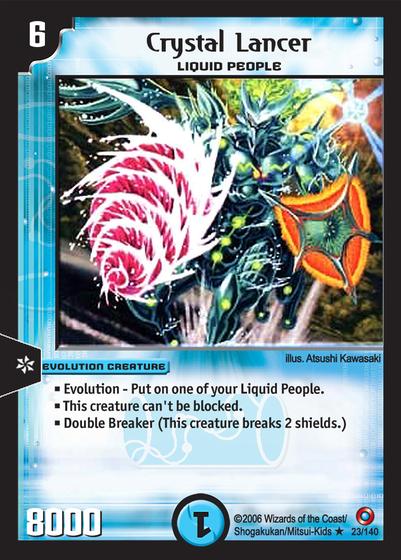 6
Crystal Lancer
LIQUID PEOPLE
illus. Atsushi Kawasaki
EVOLUTION CREATURE
▪ Evolution - Put on one of your Liquid People.
▪ This creature can't be blocked.
▪ Double Breaker (This creature breaks 2 shields.)
8000
©2006 Wizards of the Coast/
Shogakukan/Mitsui-Kids ★ 23/140